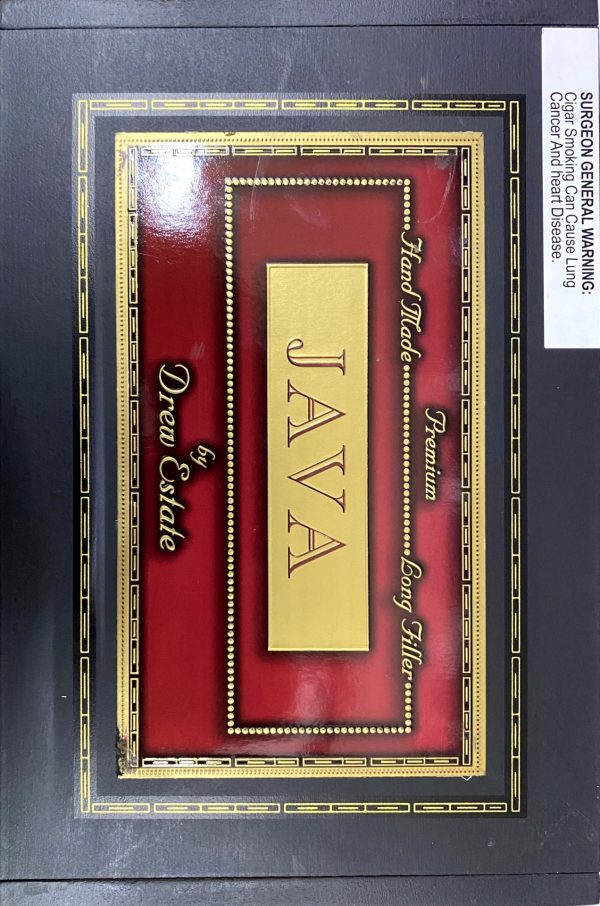 SURGEON GENERAL WARNING:
Cigar Smoking Can Cause Lung
Cancer And heart Disease.
Premium
Hand Made Long Filler
JAVA
by
Drew Estate